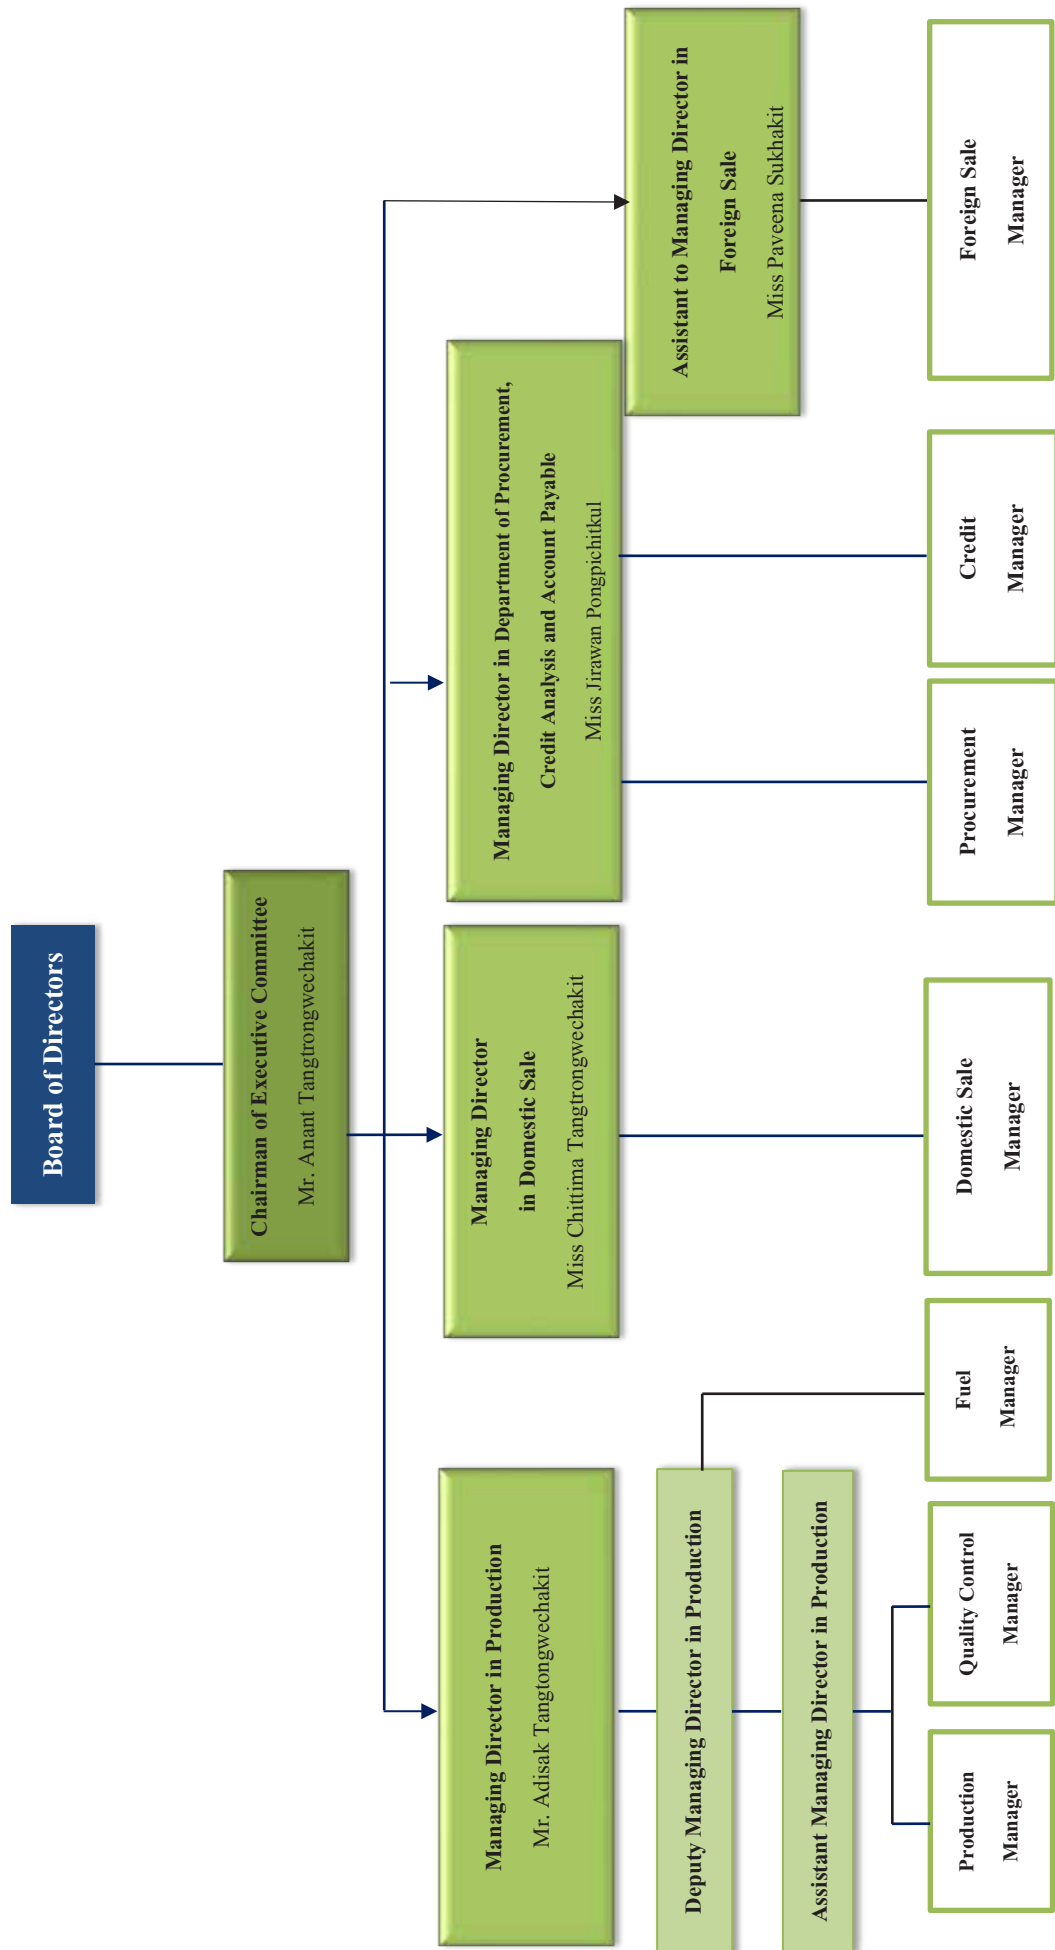 Board of Directors
Chairman of Executive Committee
Mr. Anant Tangtrongwechakit
Managing Director in Production
Mr. Adisak Tangtongwechakit
Managing Director
in Domestic Sale
Miss Chittima Tangtrongwechakit
Managing Director in Department of Procurement,
Credit Analysis and Account Payable
Miss Jirawan Pongpichitkul
Assistant to Managing Director in
Foreign Sale
Miss Paveena Sukhakit
Deputy Managing Director in Production
Assistant Managing Director in Production
Production
Manager
Quality Control
Manager
Fuel
Manager
Domestic Sale
Manager
Procurement
Manager
Credit
Manager
Foreign Sale
Manager